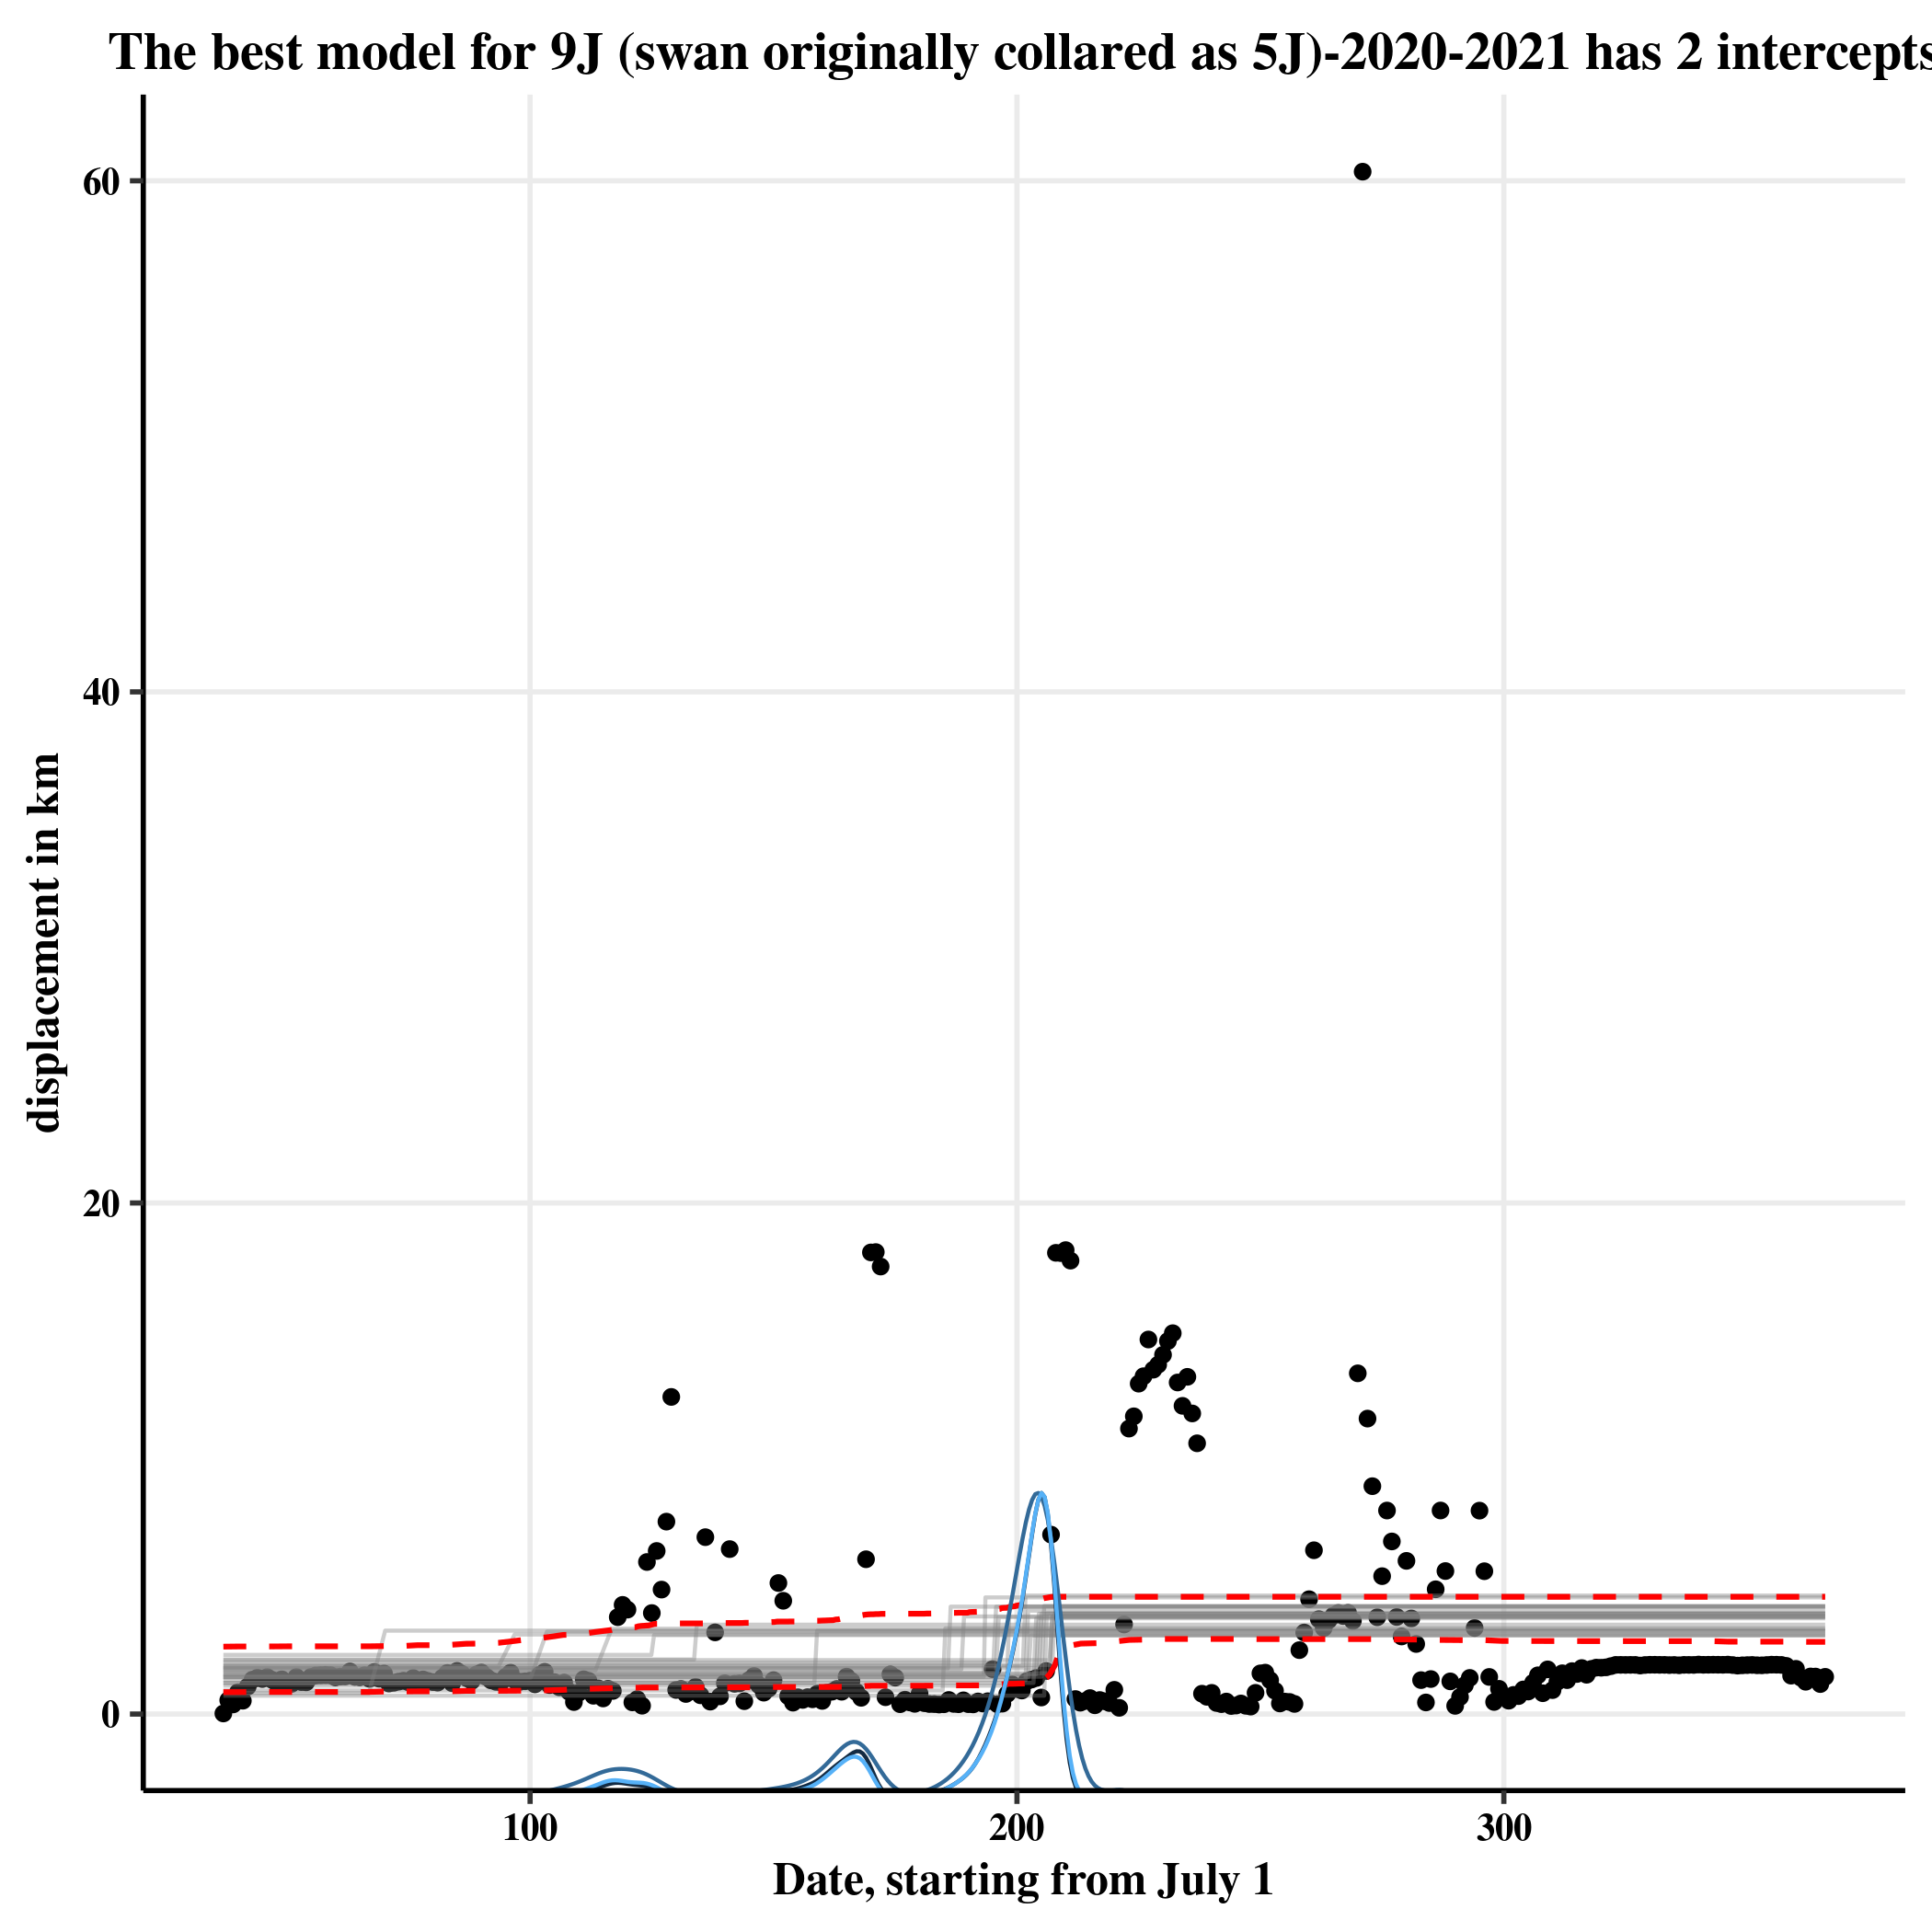 The best model for 9J (swan originally collared as 5J)-2020-2021 has 2 intercepts
60
40
20
0
displacement in km
100 200 300
Date, starting from July 1